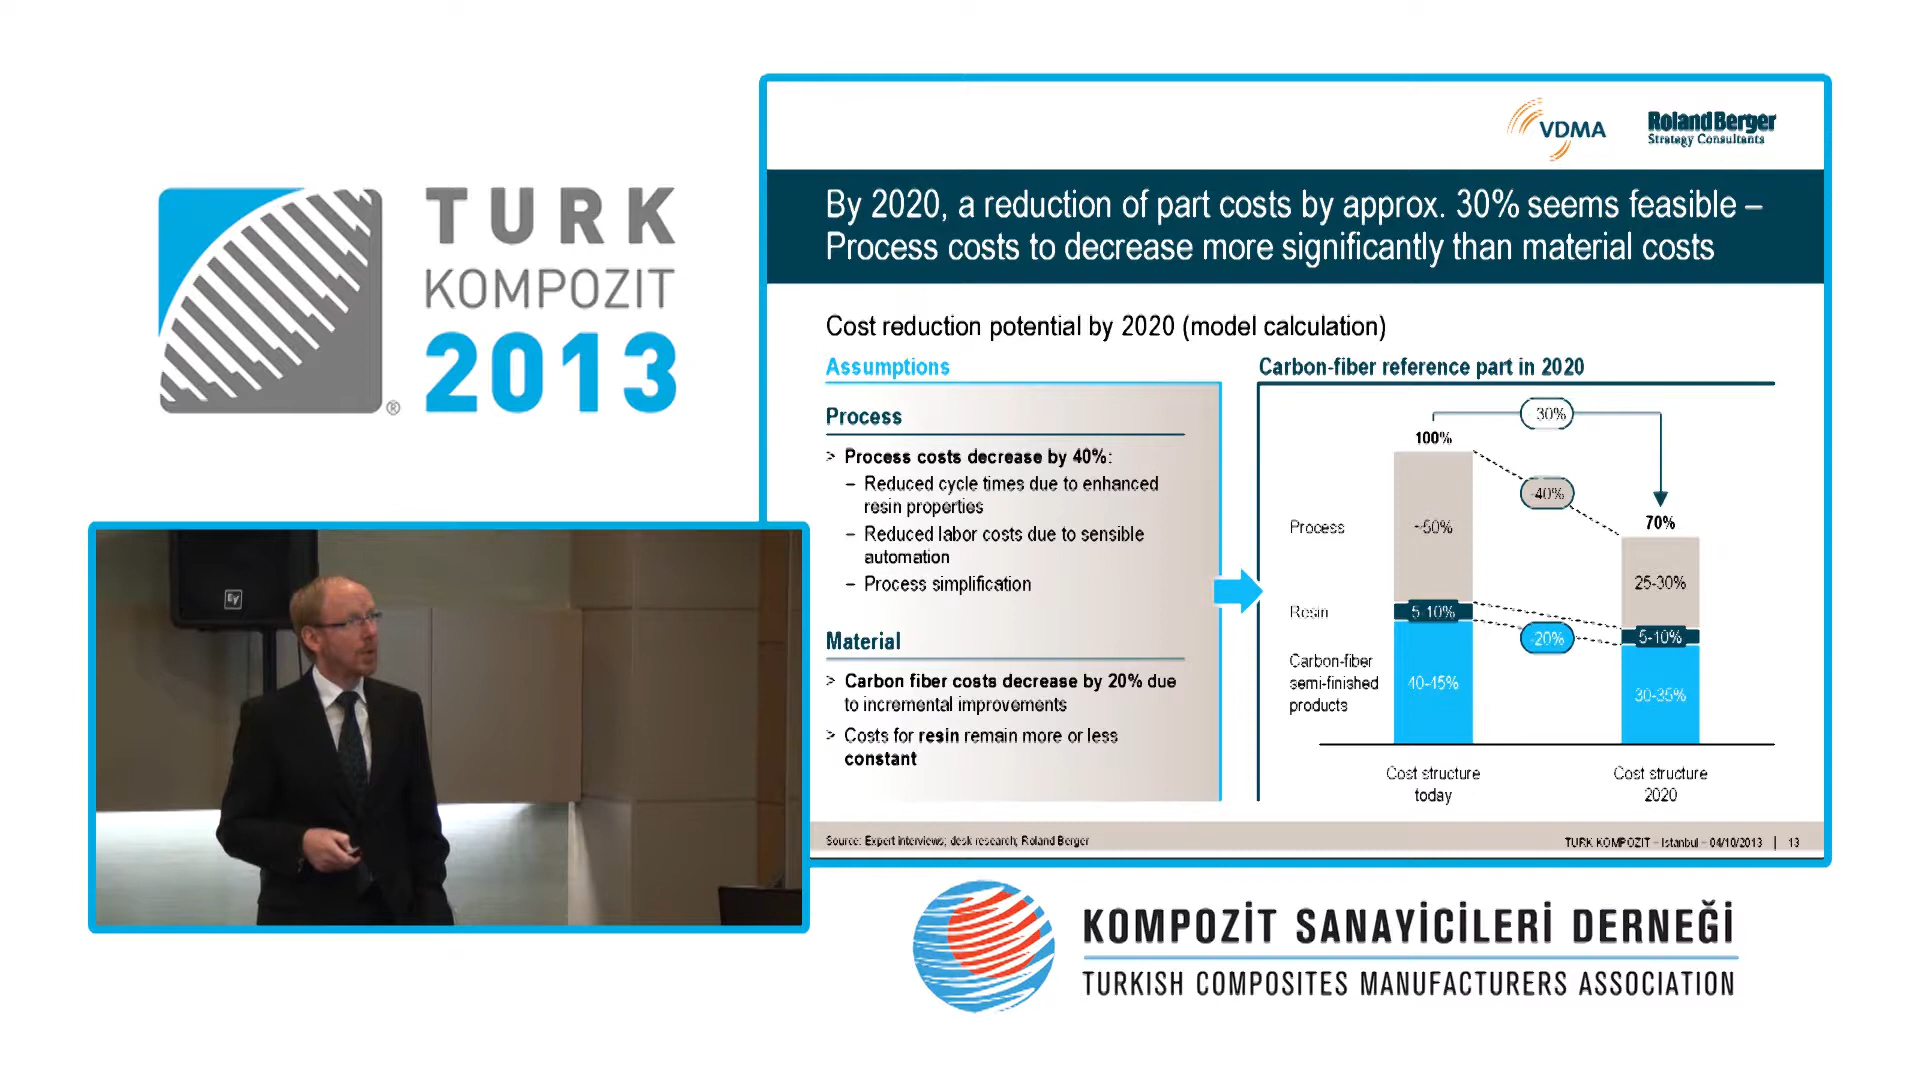 TURK
KOMPOZIT
2013
®
VDMA
Roland Berger
Strategy Consultants
By 2020, a reduction of part costs by approx. 30% seems feasible –
Process costs to decrease more significantly than material costs
Cost reduction potential by 2020 (model calculation)
Assumptions
Process
> Process costs decrease by 40%:
– Reduced cycle times due to enhanced
resin properties
– Reduced labor costs due to sensible
automation
– Process simplification
Material
> Carbon fiber costs decrease by 20% due
to incremental improvements
> Costs for resin remain more or less
constant
Carbon-fiber reference part in 2020
-30%
100%
-40%
70%
Process
~50%
25-30%
Resin
5-10%
-20%
5-10%
Carbon-fiber
semi-finished
products
40-45%
30-35%
Cost structure
today
Cost structure
2020
Source: Expert interviews; desk research; Roland Berger
TURK KOMPOZIT – Istanbul – 04/10/2013 | 13
EV
KOMPOZİT SANAYİCİLERİ DERNEĞİ
TURKISH COMPOSITES MANUFACTURERS ASSOCIATION